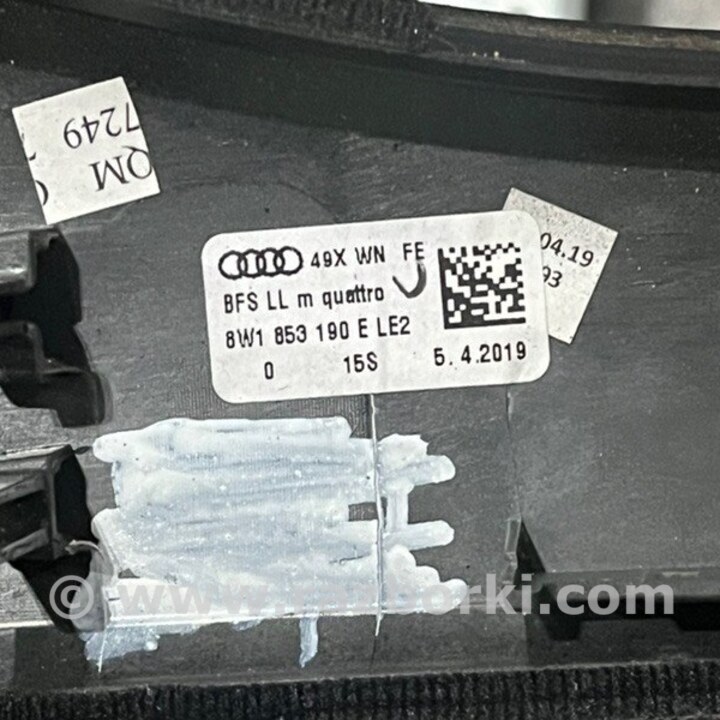 7249
QM
49X WN FE
BFS LL m quattro
8W1 853 190 E LE2
0 15S 5.4.2019
04.19
93
© www.razborki.com